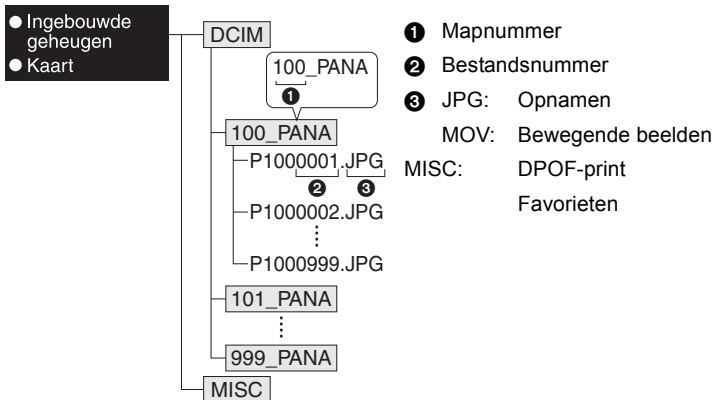 ● Ingebouwde
geheugen
● Kaart
DCIM
100_PANA
❶
100_PANA
P1000001.JPG
❷ ❸
P1000002.JPG
P1000999.JPG
101_PANA
999_PANA
MISC
❶ Mapnummer
❷ Bestandsnummer
❸ JPG: Opnamen
MOV: Bewegende beelden
MISC: DPOF-print
Favorieten